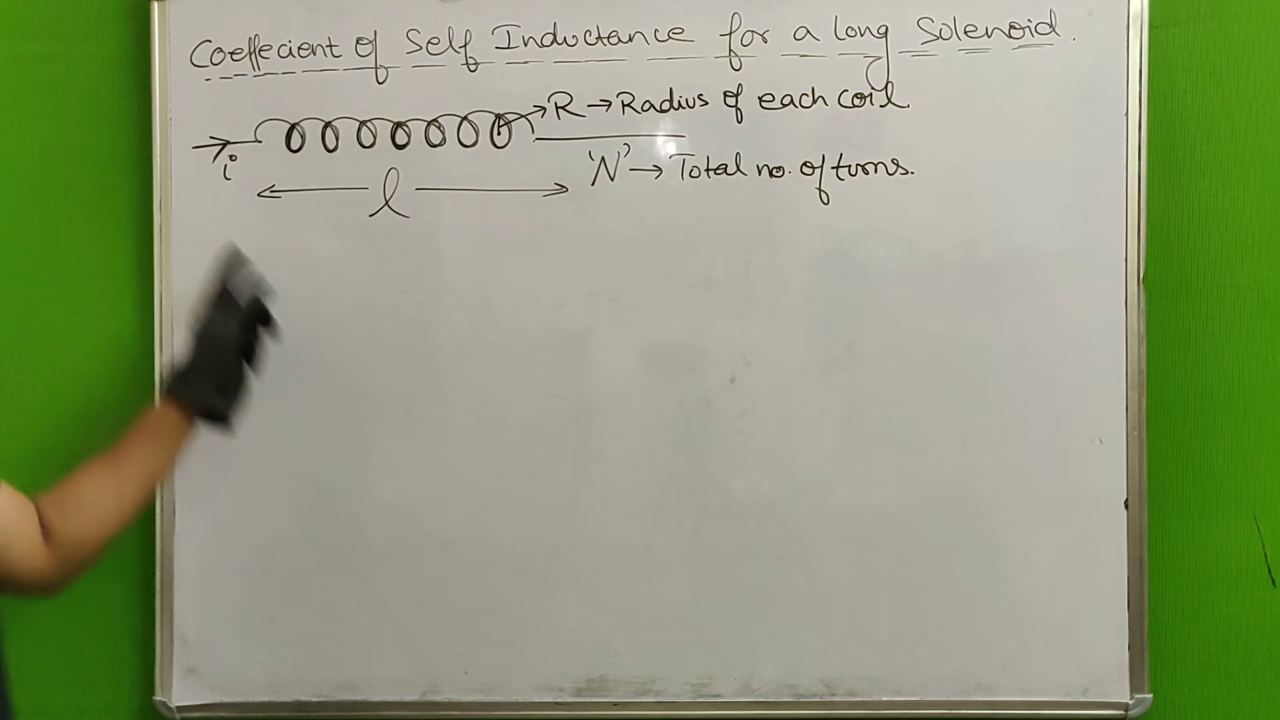 Coeffecient of Self Inductance for a long Solenoid.
R → Radius of each coil.
i
'N' → Total no. of turns.
l